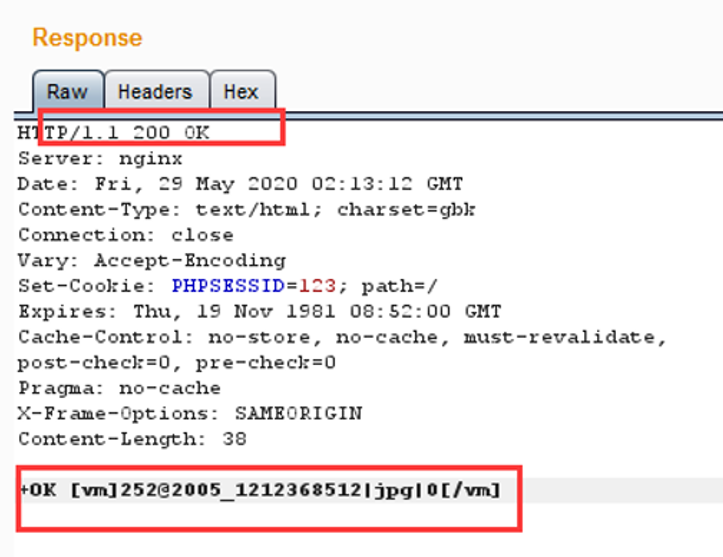 Response
Raw Headers Hex
HTTP/1.1 200 OK
Server: nginx
Date: Fri, 29 May 2020 02:13:12 GMT
Content-Type: text/html; charset=gbk
Connection: close
Vary: Accept-Encoding
Set-Cookie: PHPSESSID=123; path=/
Expires: Thu, 19 Nov 1981 08:52:00 GMT
Cache-Control: no-store, no-cache, must-revalidate,
post-check=0, pre-check=0
Pragma: no-cache
X-Frame-Options: SAMEORIGIN
Content-Length: 38
+OK [vm]252@2005_1212368512|jpg|0[/vm]